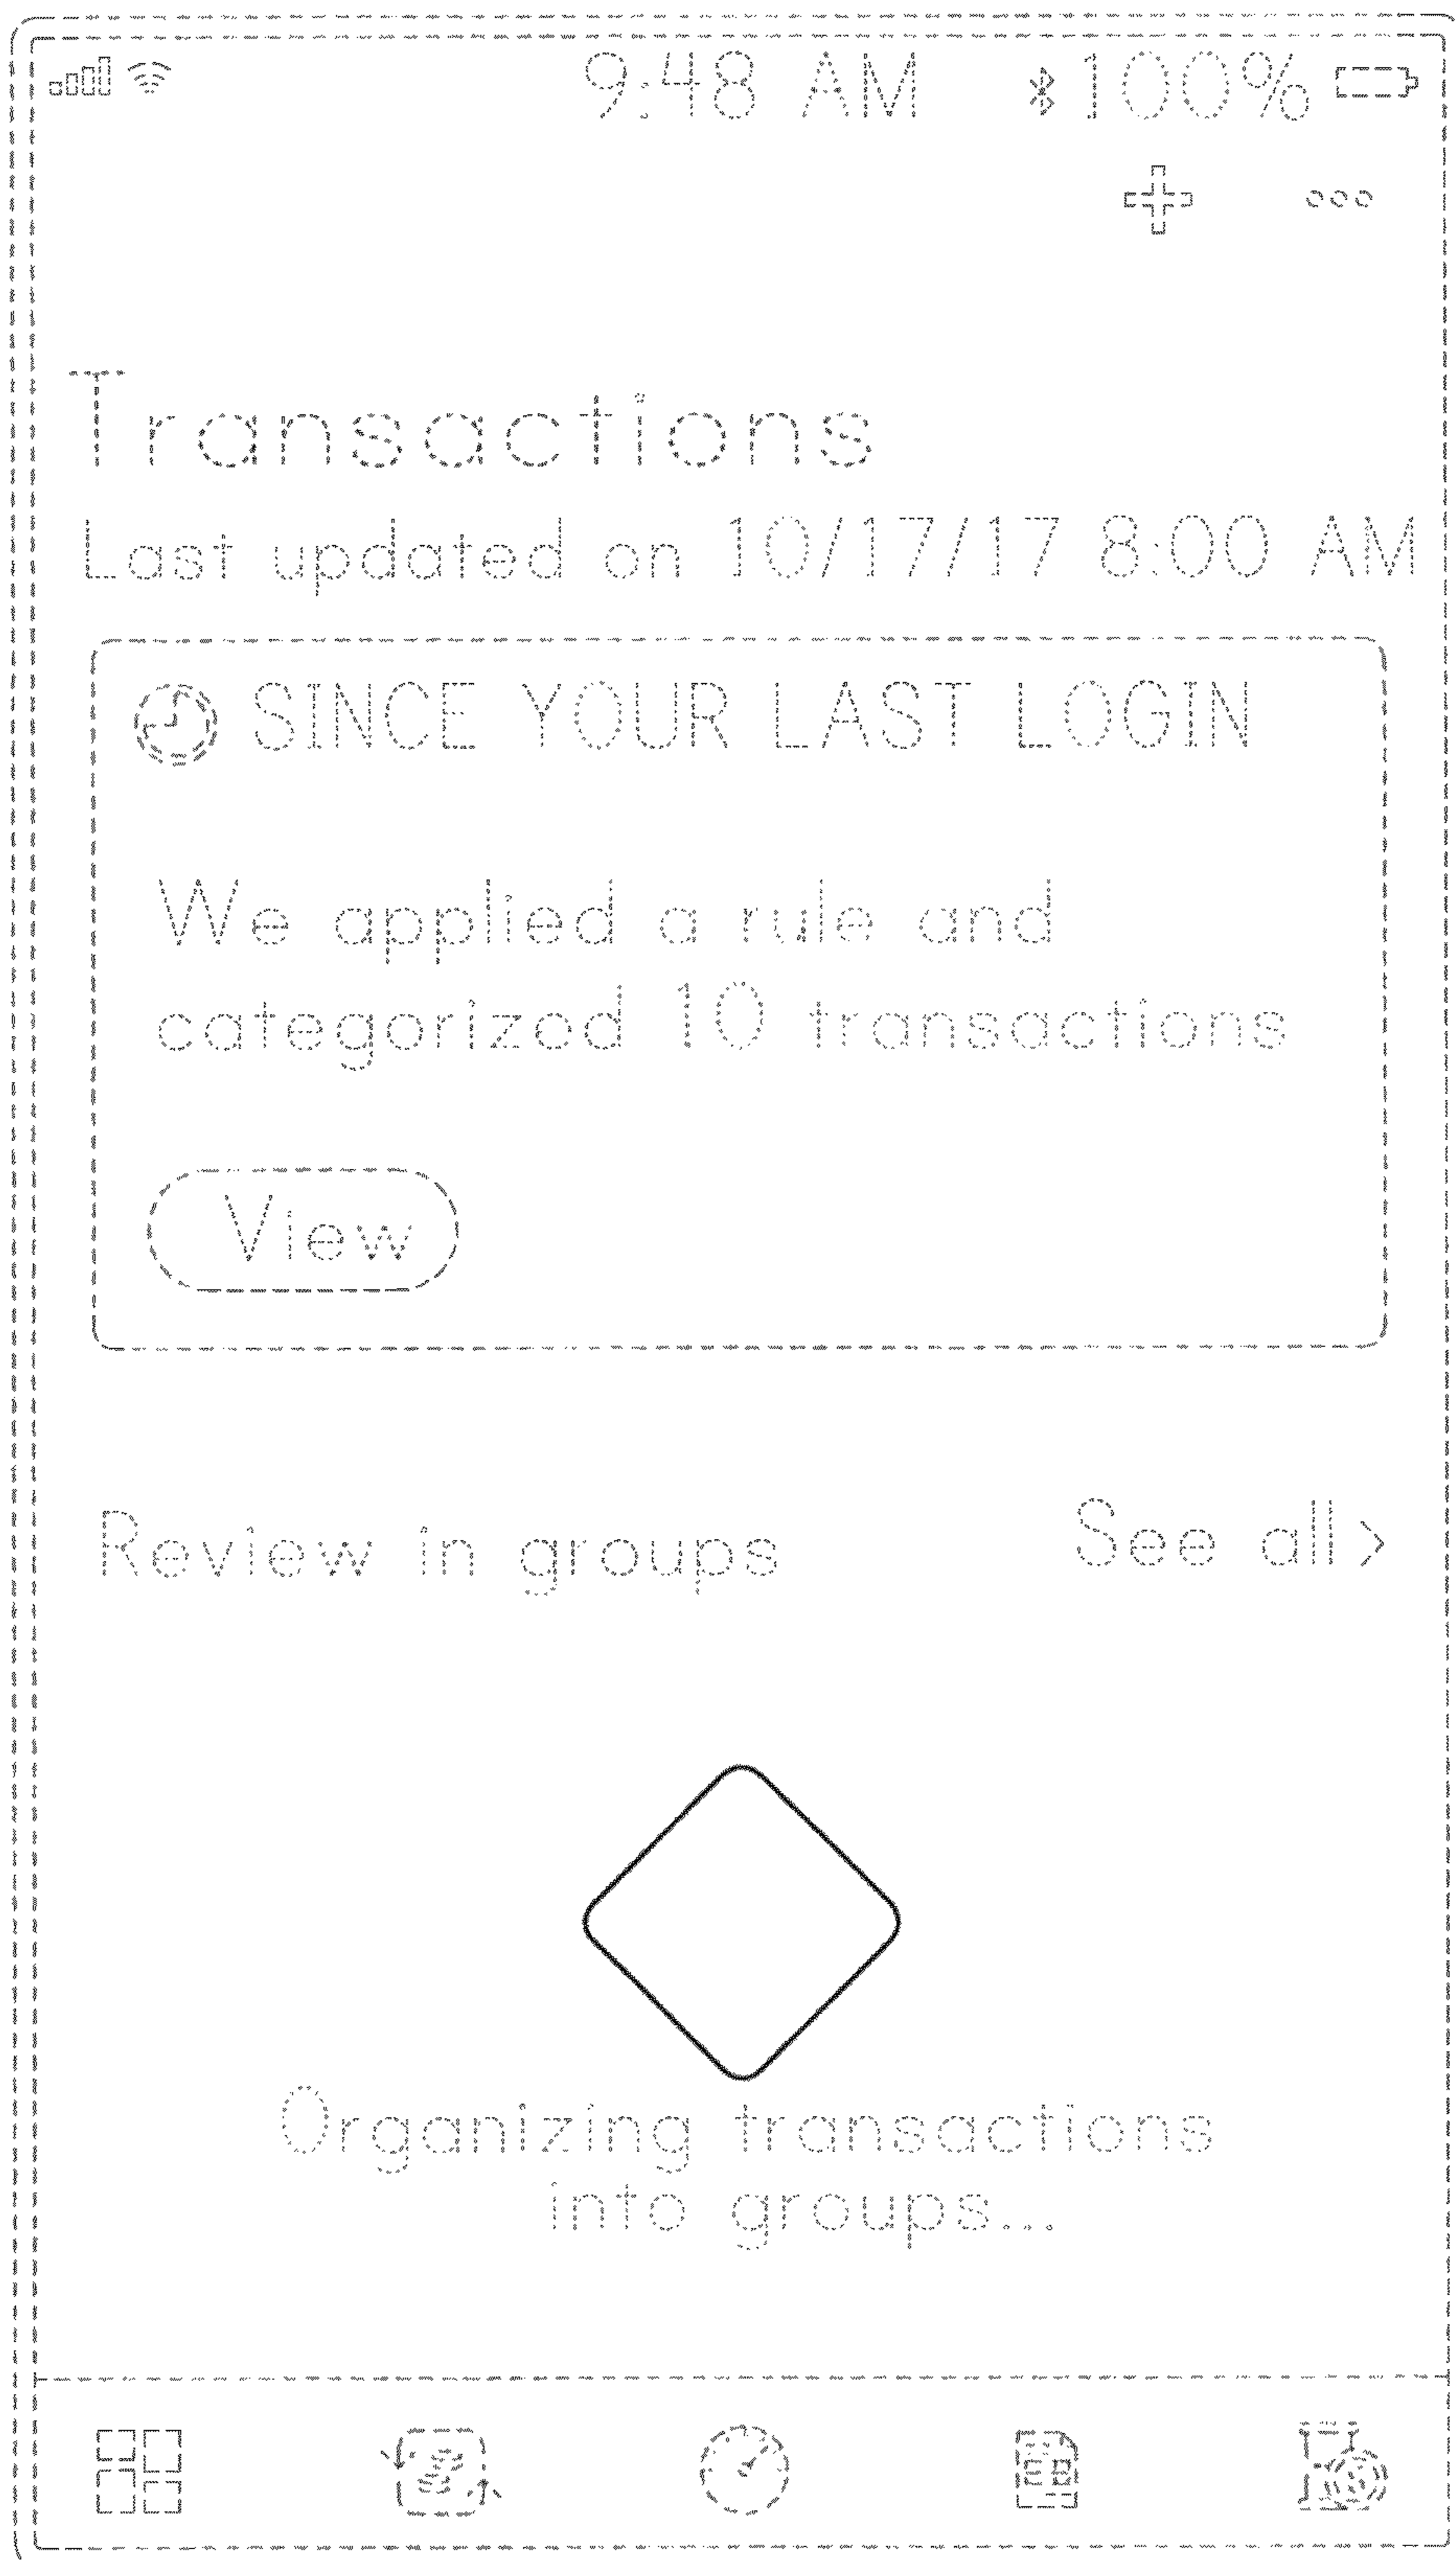 9:48 AM 100%
Transactions
Last updated on 10/17/17 8:00 AM
SINCE YOUR LAST LOGIN
We applied a rule and
categorized 10 transactions
View
Review in groups See all>
Organizing transactions
into groups...